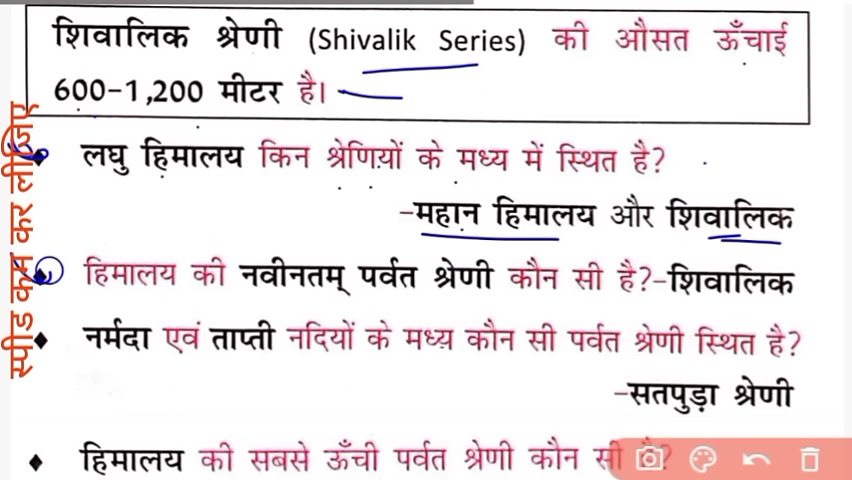 शिवालिक श्रेणी (Shivalik Series) की औसत ऊँचाई
600-1,200 मीटर है।
लघु हिमालय किन श्रेणियों के मध्य में स्थित है?
-महान हिमालय और शिवालिक
हिमालय की नवीनतम् पर्वत श्रेणी कौन सी है?-शिवालिक
नर्मदा एवं ताप्ती नदियों के मध्य कौन सी पर्वत श्रेणी स्थित है?
-सतपुड़ा श्रेणी
हिमालय की सबसे ऊँची पर्वत श्रेणी कौन सी है?
स्पीड कम कर लीजिए